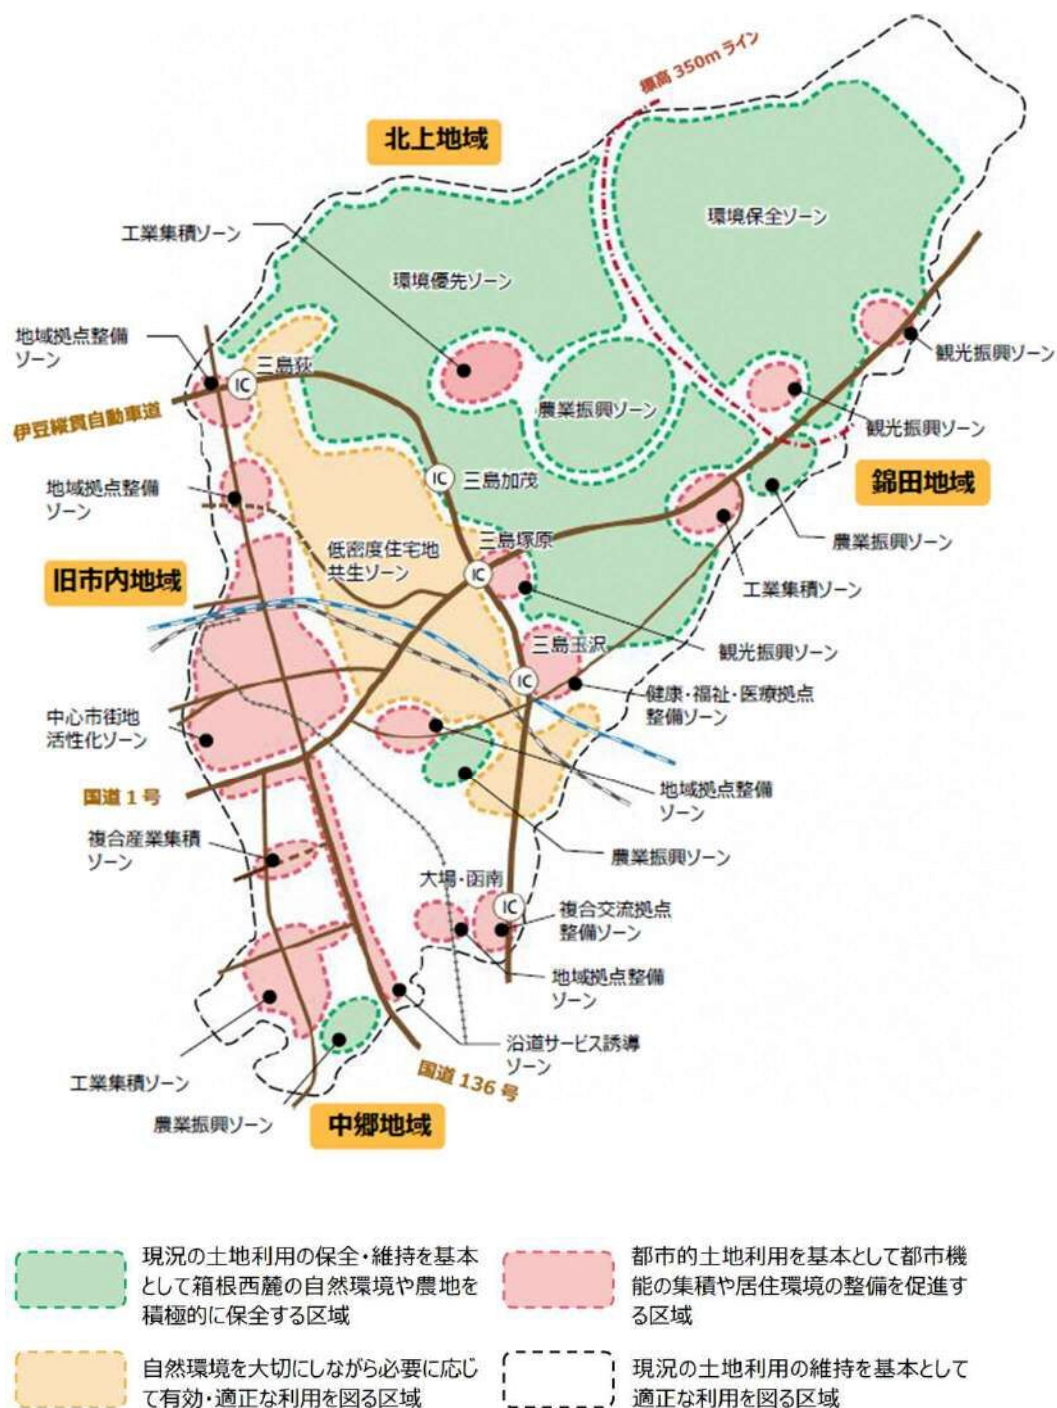 標高350mライン
北上地域
工業集積ゾーン
環境保全ゾーン
環境優先ゾーン
地域拠点整備
ゾーン
三島萩
IC
観光振興ゾーン
伊豆縦貫自動車道
農業振興ゾーン
観光振興ゾーン
地域拠点整備
ゾーン
IC
三島加茂
錦田地域
農業振興ゾーン
低密度住宅地
共生ゾーン
三島塚原
IC
旧市内地域
工業集積ゾーン
三島玉沢
IC
観光振興ゾーン
健康・福祉・医療拠点
整備ゾーン
中心市街地
活性化ゾーン
国道1号
地域拠点整備
ゾーン
複合産業集積
ゾーン
農業振興ゾーン
大場・函南
IC
複合交流拠点
整備ゾーン
地域拠点整備
ゾーン
沿道サービス誘導
ゾーン
工業集積ゾーン
国道136号
農業振興ゾーン
中郷地域
現況の土地利用の保全・維持を基本
として箱根西麓の自然環境や農地を
積極的に保全する区域
都市的土地利用を基本として都市機
能の集積や居住環境の整備を促進す
る区域
自然環境を大切にしながら必要に応じ
て有効・適正な利用を図る区域
現況の土地利用の維持を基本として
適正な利用を図る区域